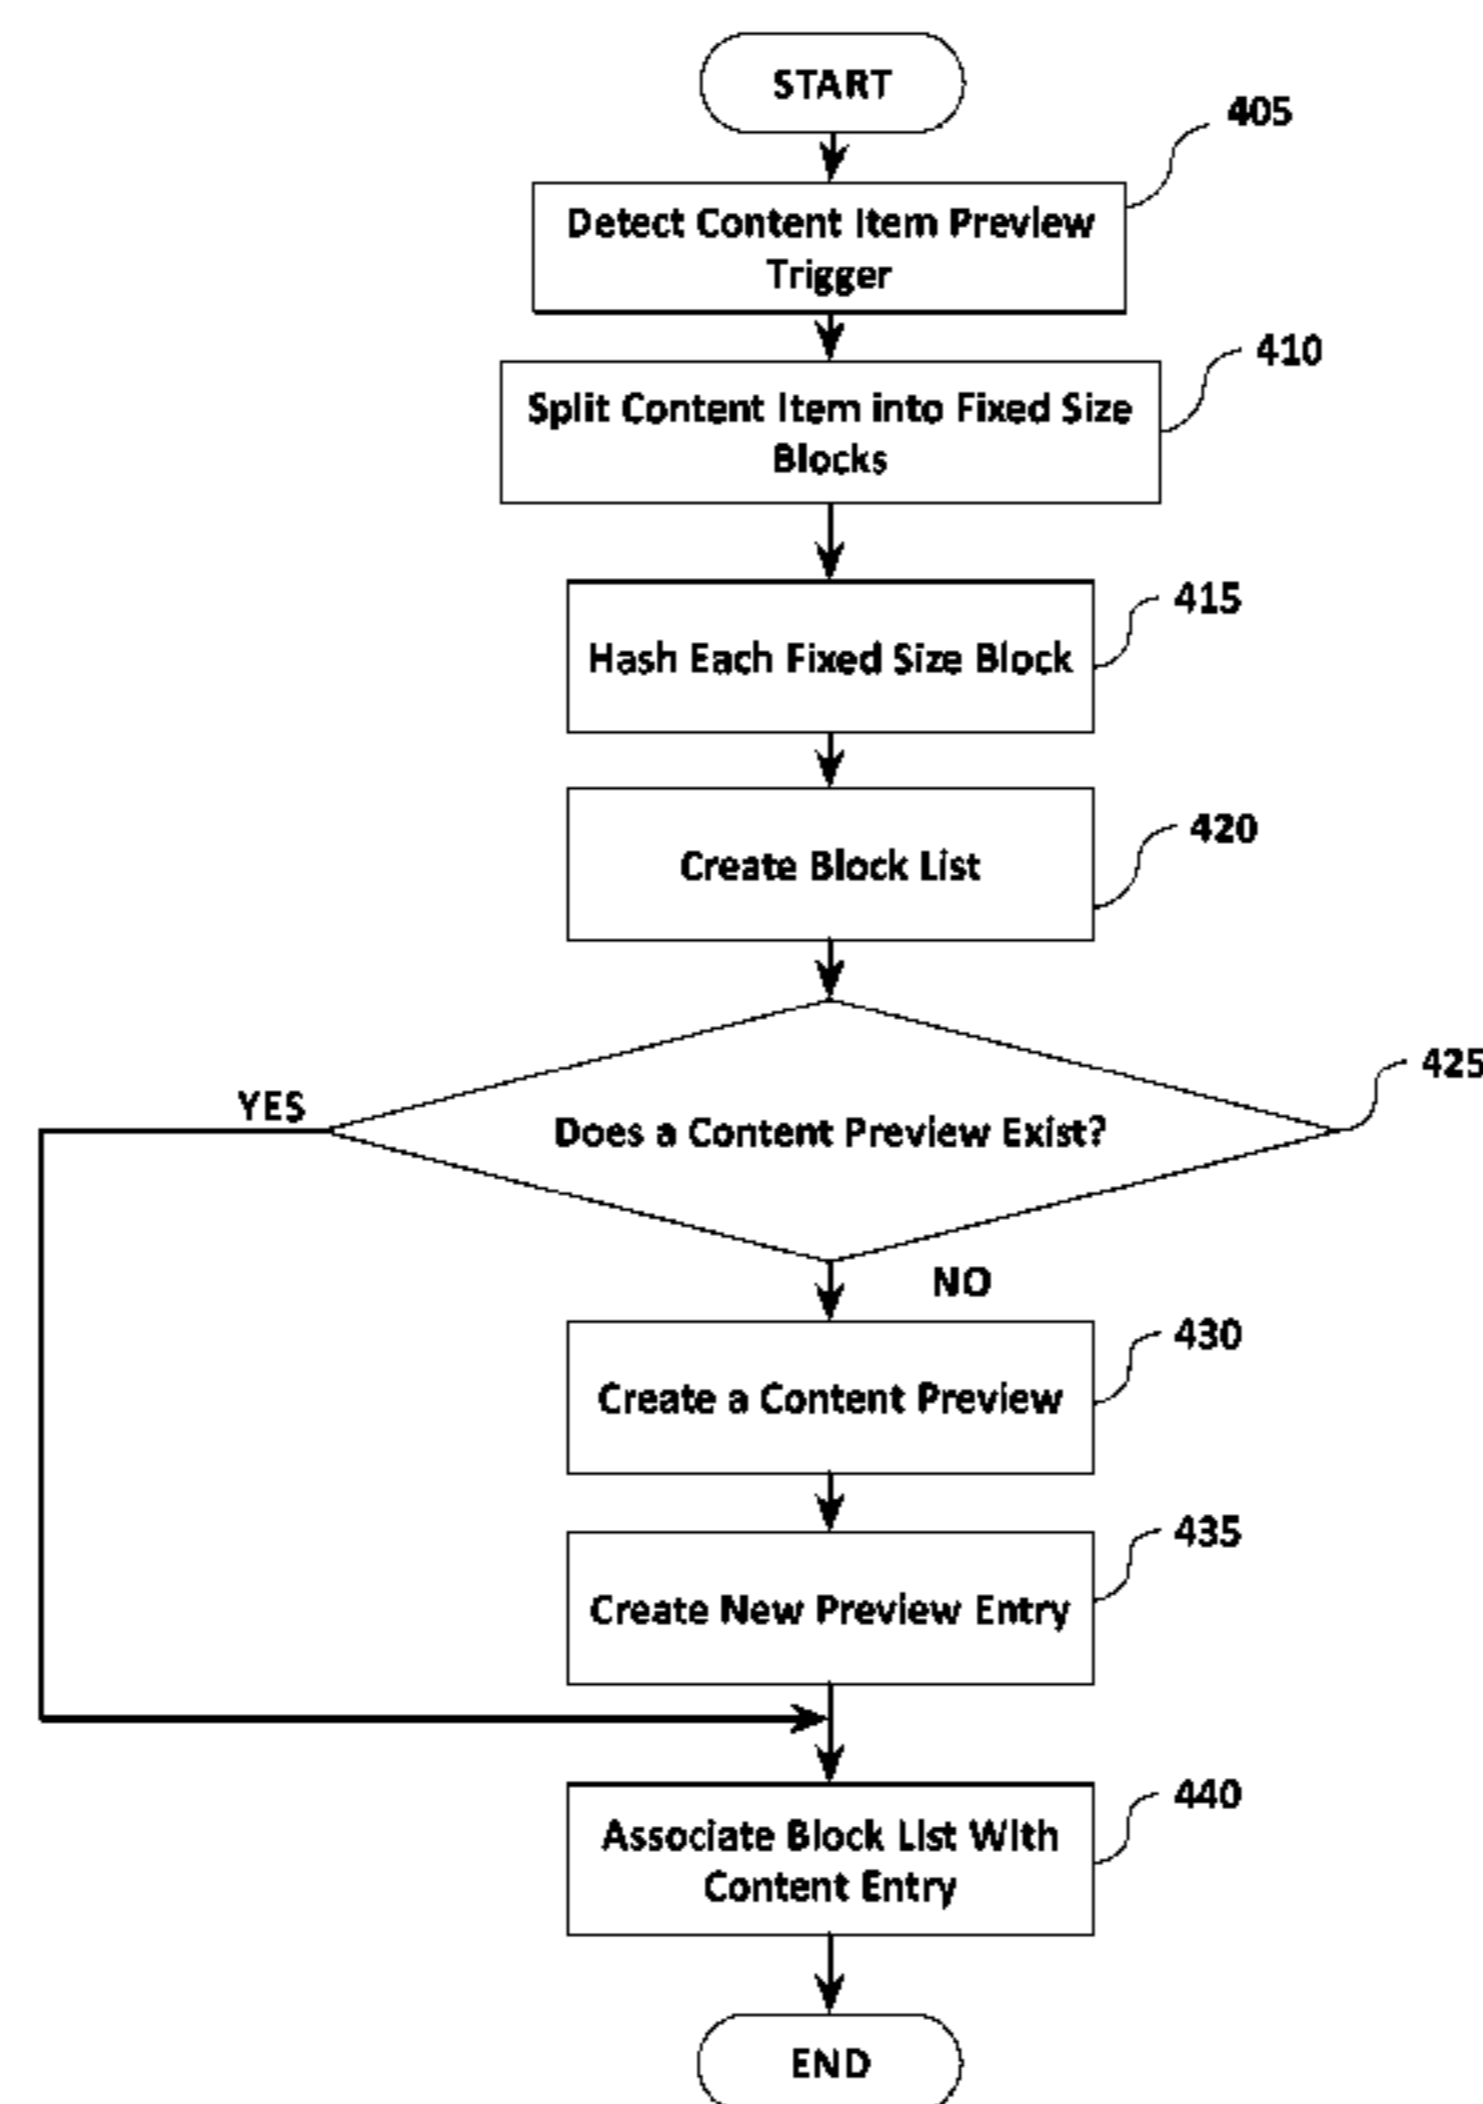 START
405
Detect Content Item Preview
Trigger
410
Split Content Item into Fixed Size
Blocks
415
Hash Each Fixed Size Block
420
Create Block List
425
YES
Does a Content Preview Exist?
NO
430
Create a Content Preview
435
Create New Preview Entry
440
Associate Block List With
Content Entry
END